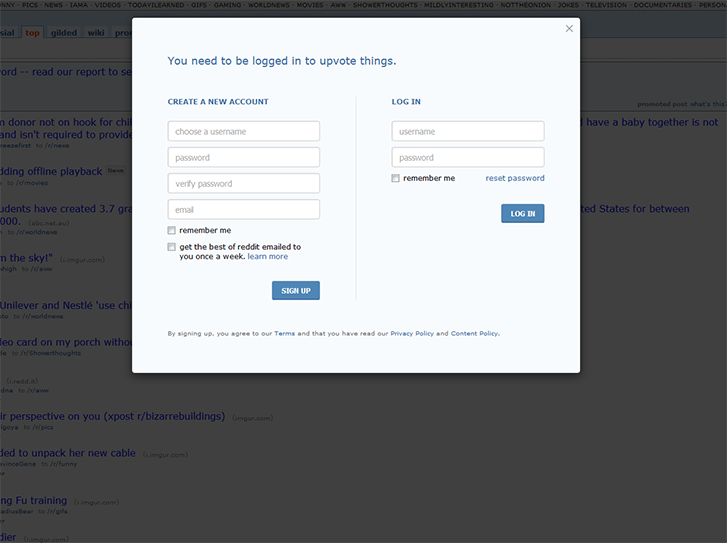 UNNY · PICS · NEWS · IAMA · VIDEOS · TODAYILEARNED · GIFS · GAMING · WORLDNEWS · MOVIES · AWW · SHOWERTHOUGHTS · MILDLYINTERESTING · NOTTHEONION · JOKES · TELEVISION · DOCUMENTARIES · PERSON
sial top gilded wiki pro
ord -- read our report to se
promoted post what's this
You need to be logged in to upvote things.
CREATE A NEW ACCOUNT
choose a username
password
verify password
email
remember me
get the best of reddit emailed to
you once a week. learn more
SIGN UP
LOG IN
username
password
remember me reset password
LOG IN
By signing up, you agree to our Terms and that you have read our Privacy Policy and Content Policy.
m donor not on hook for chi have a baby together is not
and isn't required to provide
reezefirst to /r/news
dding offline playback News
to /r/movies
udents have created 3.7 gra ted States for between
000. (abc.net.au)
to /r/worldnews
m the sky!" (i.imgur.com)
high to /r/aww
Unilever and Nestlé 'use chi
to /r/worldnews
deo card on my porch withou
to /r/Showerthoughts
(i.redd.it)
to /r/aww
ir perspective on you (xpost r/bizarrebuildings) (imgur.com)
lgoya to /r/pics
ded to unpack her new cable (i.imgur.com)
ovinceGene to /r/funny
ng Fu training (i.imgur.com)
adiusBear to /r/gifs
dier (i.imgur.com)